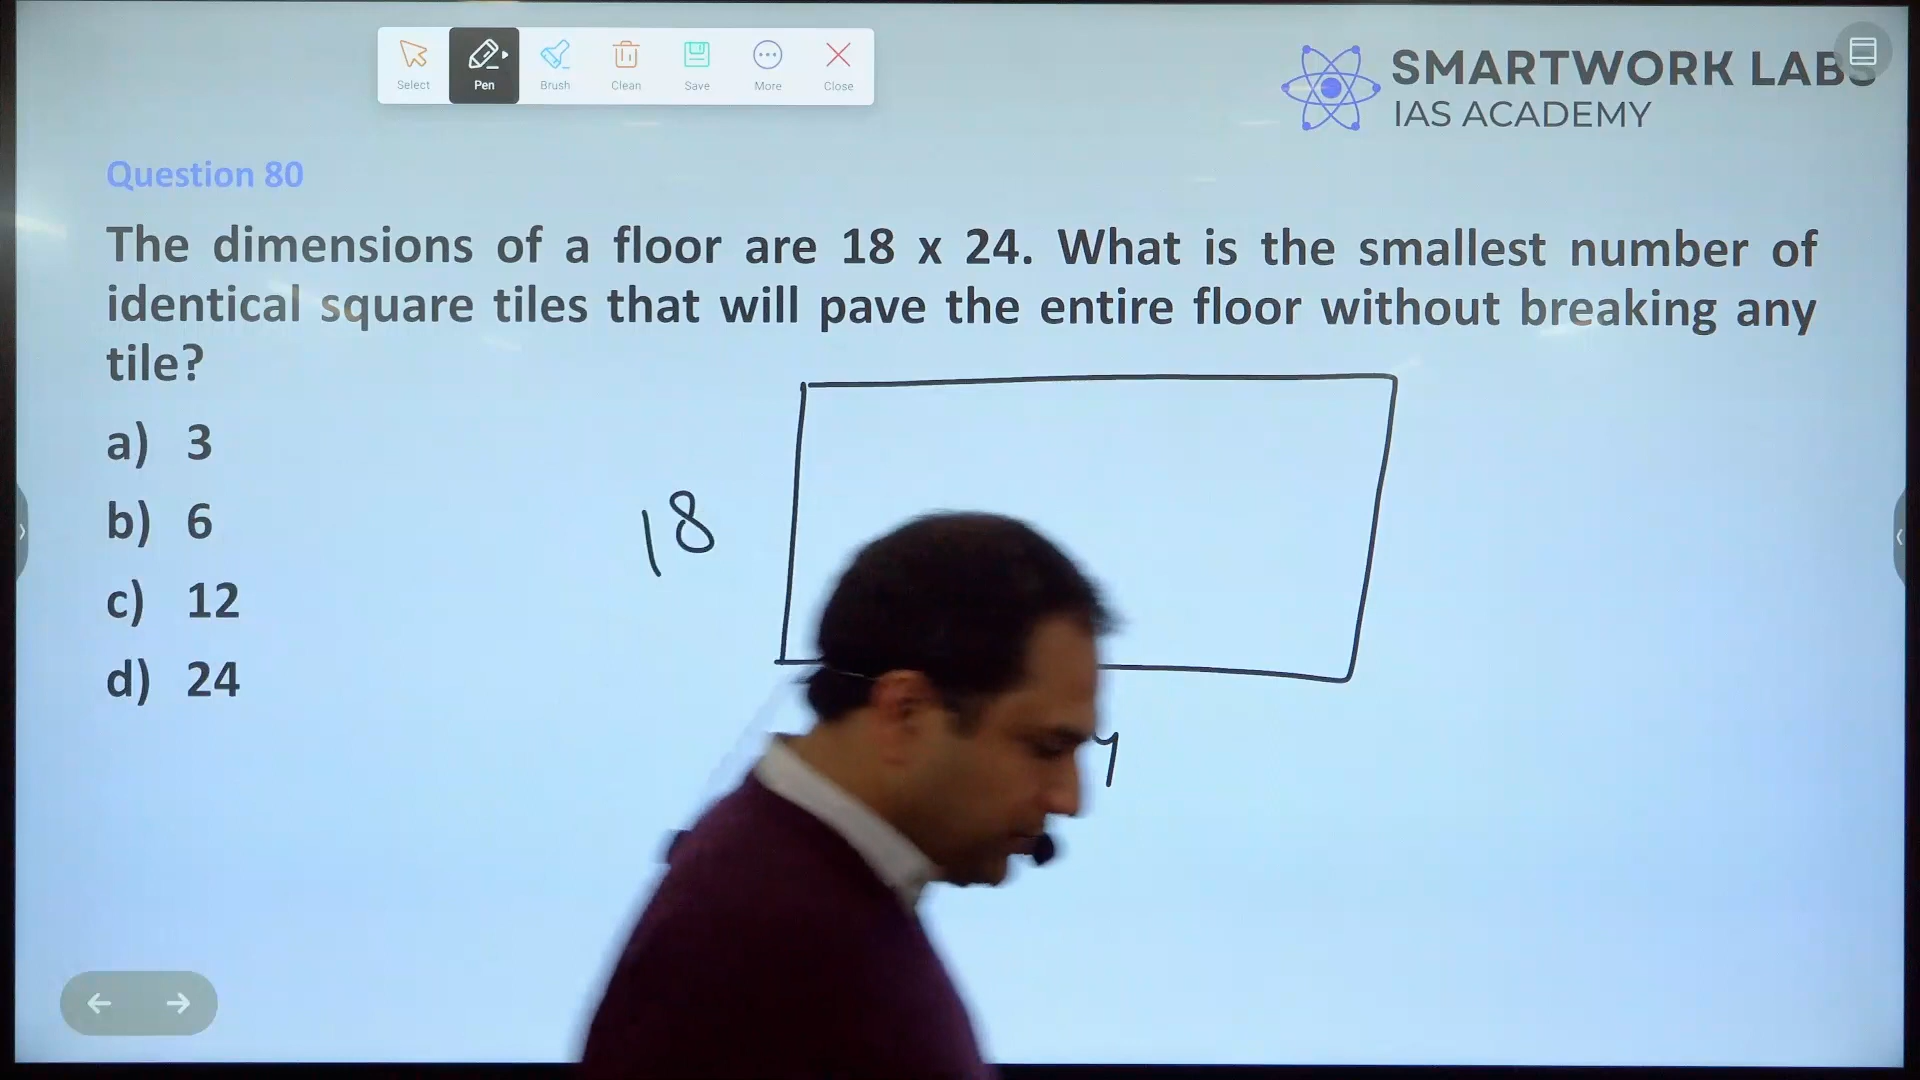 Select Pen Brush Clean Save More Close
SMARTWORK LABS
IAS ACADEMY
Question 80
The dimensions of a floor are 18 x 24. What is the smallest number of
identical square tiles that will pave the entire floor without breaking any
tile?
a) 3
b) 6
c) 12
d) 24
18
4